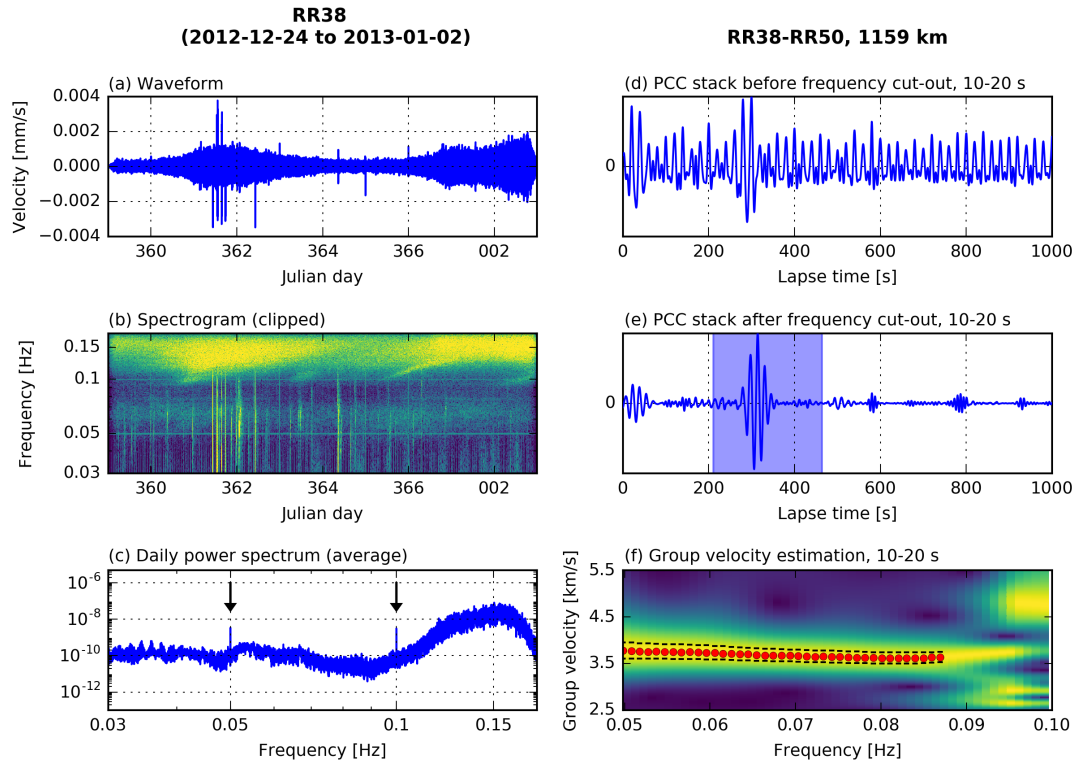 RR38
(2012-12-24 to 2013-01-02)
RR38-RR50, 1159 km
(a) Waveform
0.004
0.002
0.000
−0.002
−0.004
Velocity [mm/s]
360 362 364 366 002
Julian day
(d) PCC stack before frequency cut-out, 10-20 s
0
0 200 400 600 800 1000
Lapse time [s]
(b) Spectrogram (clipped)
0.15
0.1
0.05
0.03
Frequency [Hz]
360 362 364 366 002
Julian day
(e) PCC stack after frequency cut-out, 10-20 s
0
0 200 400 600 800 1000
Lapse time [s]
(c) Daily power spectrum (average)
10⁻⁶
10⁻⁸
10⁻¹⁰
10⁻¹²
0.03 0.05 0.1 0.15
Frequency [Hz]
(f) Group velocity estimation, 10-20 s
5.5
4.5
3.5
2.5
Group velocity [km/s]
0.05 0.06 0.07 0.08 0.09 0.10
Frequency [Hz]